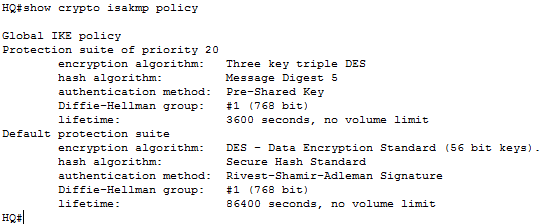 HQ#show crypto isakmp policy
Global IKE policy
Protection suite of priority 20
encryption algorithm: Three key triple DES
hash algorithm: Message Digest 5
authentication method: Pre-Shared Key
Diffie-Hellman group: #1 (768 bit)
lifetime: 3600 seconds, no volume limit
Default protection suite
encryption algorithm: DES - Data Encryption Standard (56 bit keys).
hash algorithm: Secure Hash Standard
authentication method: Rivest-Shamir-Adleman Signature
Diffie-Hellman group: #1 (768 bit)
lifetime: 86400 seconds, no volume limit
HQ#